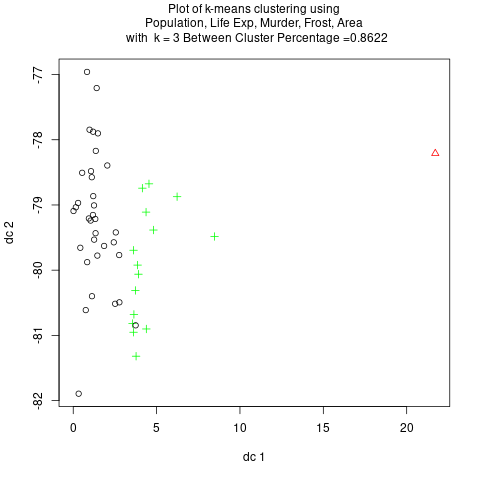 Plot of k-means clustering using
Population, Life Exp, Murder, Frost, Area
with  k = 3 Between Cluster Percentage =0.8622
-77
-78
-79
-80
-81
-82
dc 2
0
5
10
15
20
dc 1